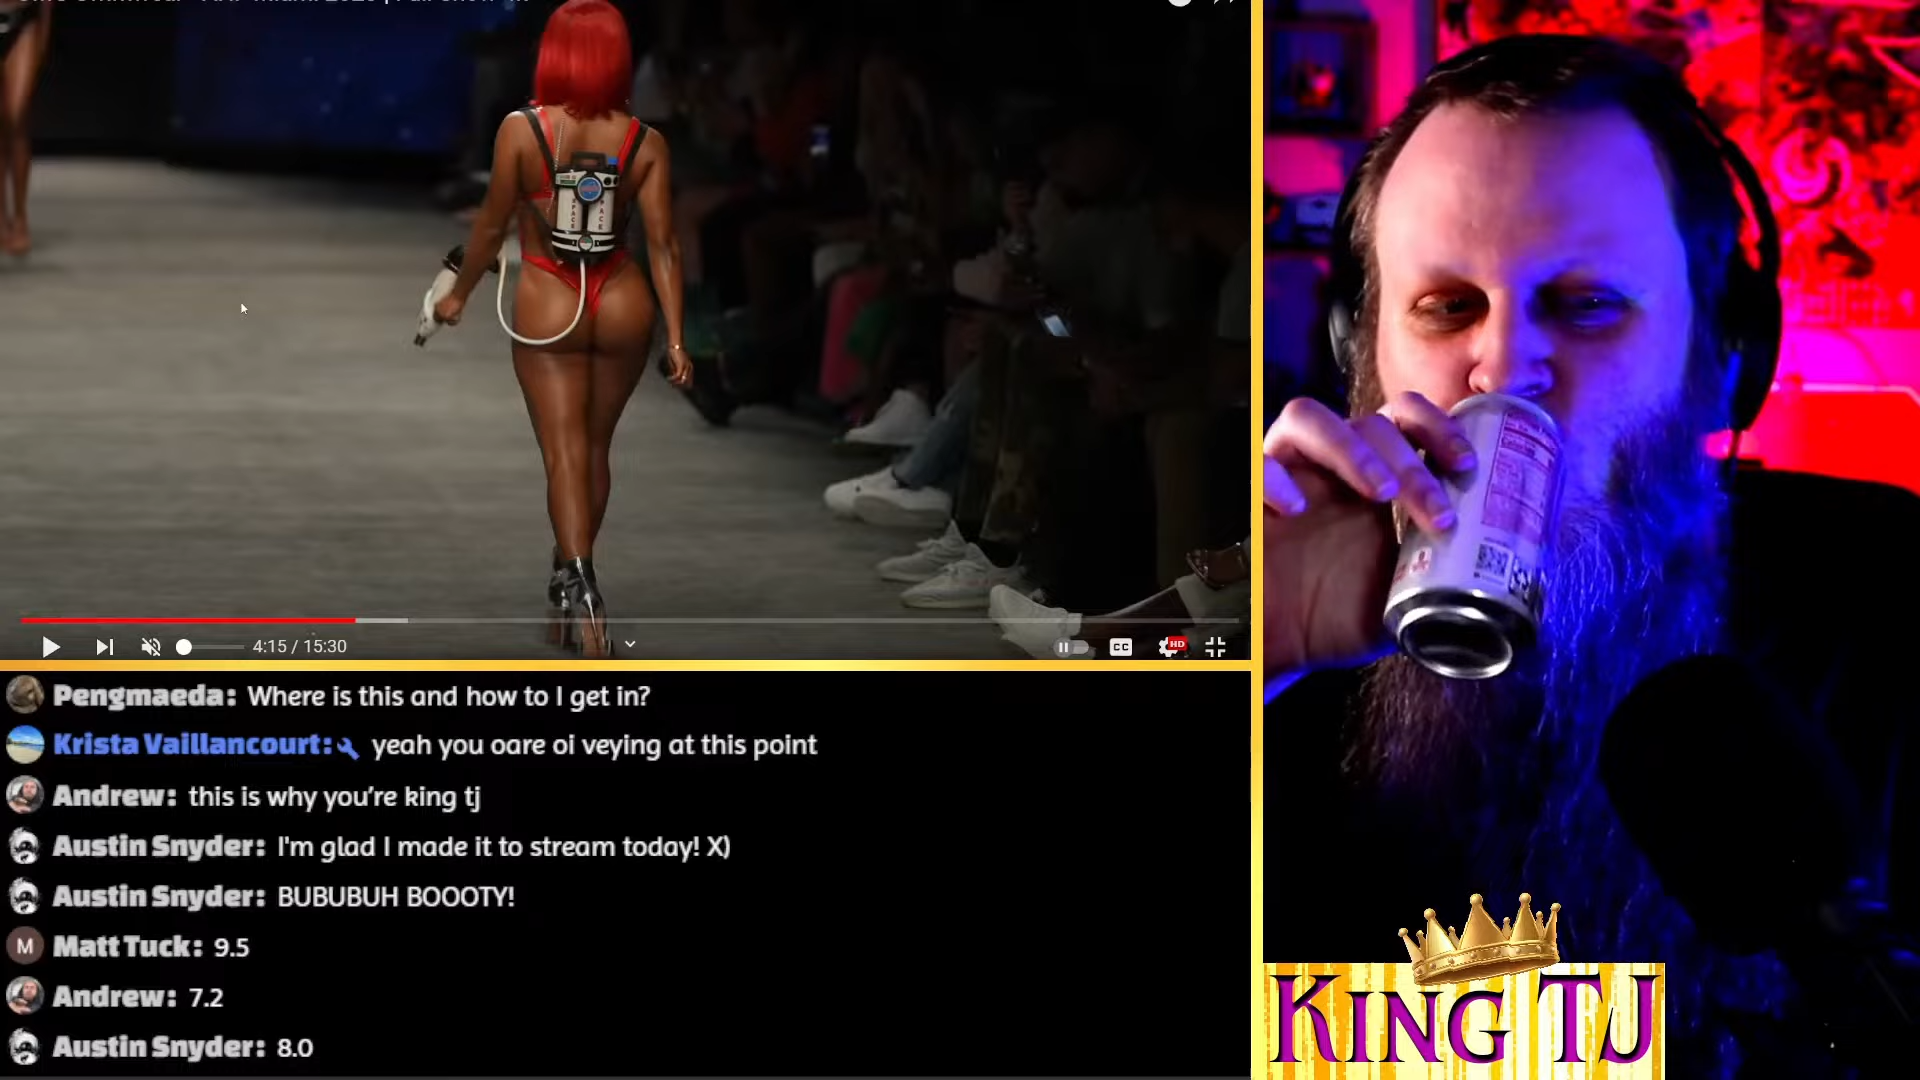 4:15 / 15:30
CC
HD
Pengmaeda: Where is this and how to I get in?
Krista Vaillancourt: yeah you oare oi veying at this point
Andrew: this is why you're king tj
Austin Snyder: I'm glad I made it to stream today! X)
Austin Snyder: BUBUBUH BOOOTY!
M Matt Tuck: 9.5
Andrew: 7.2
Austin Snyder: 8.0
KING TJ